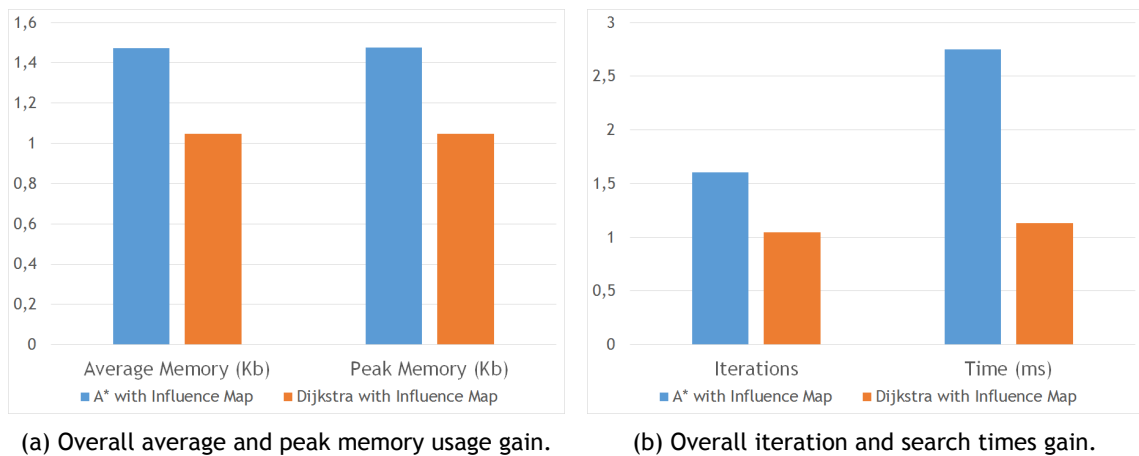 1,6
1,4
1,2
1
0,8
0,6
0,4
0,2
0
Average Memory (Kb) Peak Memory (Kb)
A* with Influence Map Dijkstra with Influence Map
(a) Overall average and peak memory usage gain.
3
2,5
2
1,5
1
0,5
0
Iterations Time (ms)
A* with Influence Map Dijkstra with Influence Map
(b) Overall iteration and search times gain.